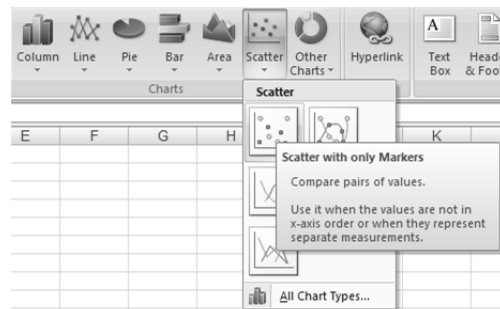 Column Line Pie Bar Area Scatter Other Charts Hyperlink Text Box Heade & Foo
Charts
Scatter
E F G H K
Scatter with only Markers
Compare pairs of values.
Use it when the values are not in
x-axis order or when they represent
separate measurements.
All Chart Types...